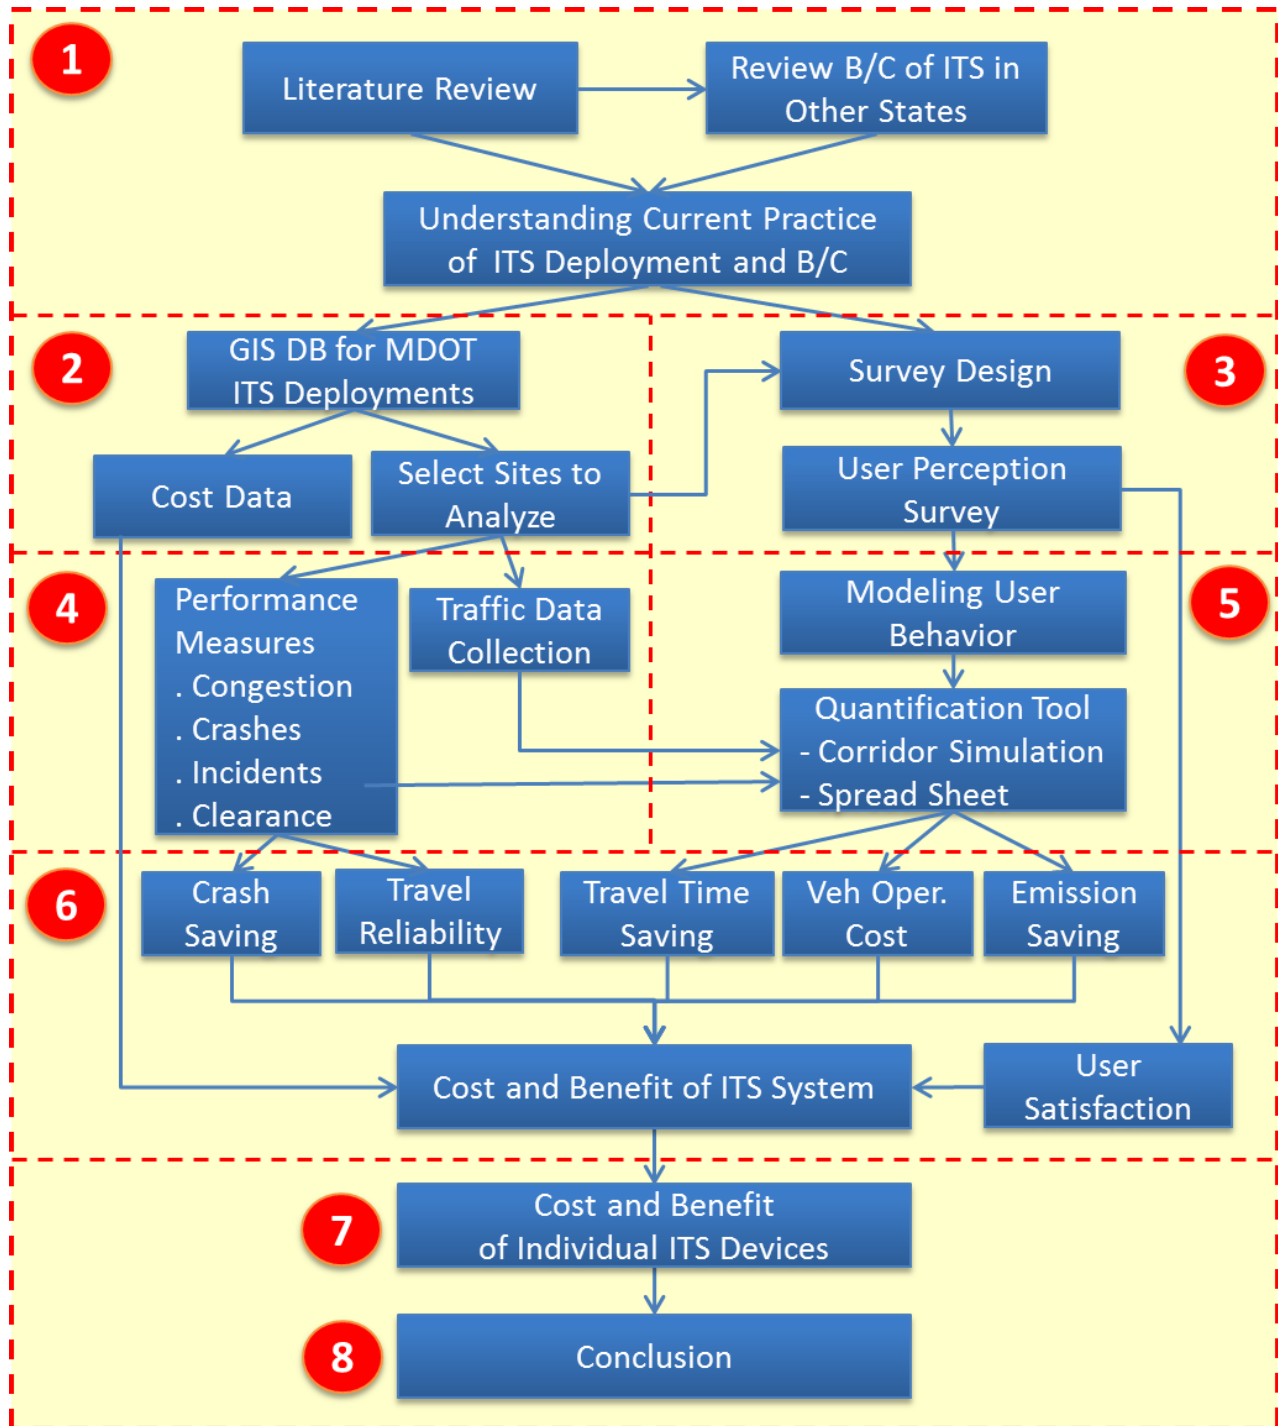 1
Literature Review
Review B/C of ITS in
Other States
Understanding Current Practice
of ITS Deployment and B/C
2
GIS DB for MDOT
ITS Deployments
Cost Data
Select Sites to
Analyze
3
Survey Design
User Perception
Survey
4
Performance
Measures
. Congestion
. Crashes
. Incidents
. Clearance
Traffic Data
Collection
5
Modeling User
Behavior
Quantification Tool
- Corridor Simulation
- Spread Sheet
6
Crash
Saving
Travel
Reliability
Travel Time
Saving
Veh Oper.
Cost
Emission
Saving
Cost and Benefit of ITS System
User
Satisfaction
7
Cost and Benefit
of Individual ITS Devices
8
Conclusion